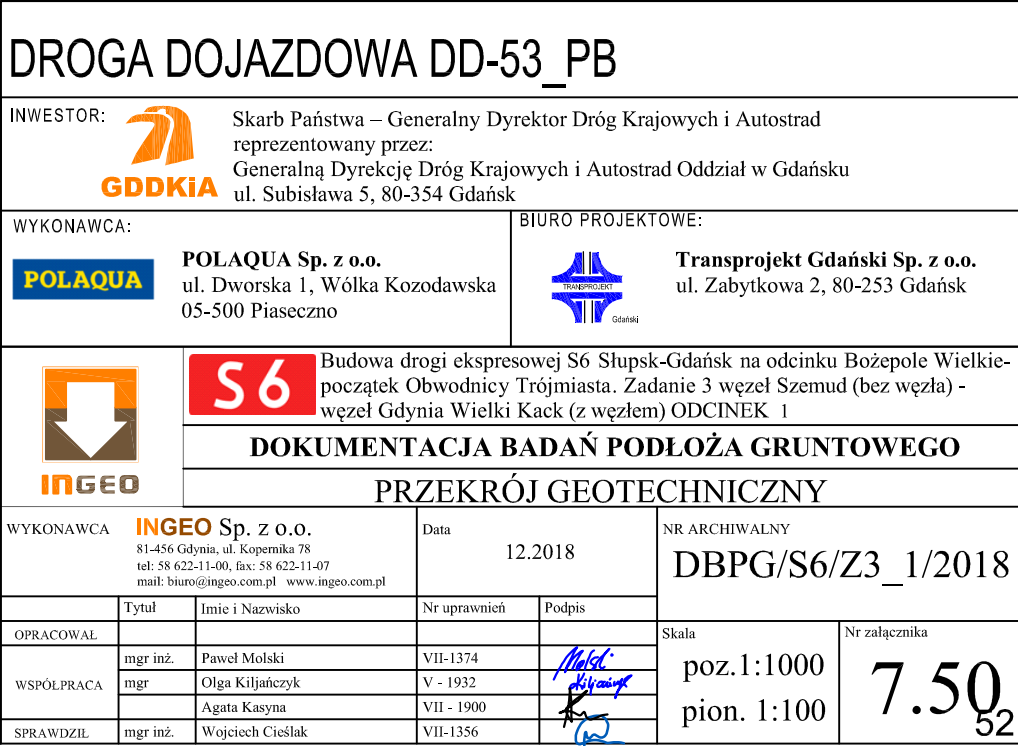 DROGA DOJAZDOWA DD-53_PB
INWESTOR:
GDDKiA
Skarb Państwa – Generalny Dyrektor Dróg Krajowych i Autostrad
reprezentowany przez:
Generalną Dyrekcję Dróg Krajowych i Autostrad Oddział w Gdańsku
ul. Subisława 5, 80-354 Gdańsk
WYKONAWCA:
POLAQUA
POLAQUA Sp. z o.o.
ul. Dworska 1, Wólka Kozodawska
05-500 Piaseczno
BIURO PROJEKTOWE:
TRANSPROJEKT
Gdański
Transprojekt Gdański Sp. z o.o.
ul. Zabytkowa 2, 80-253 Gdańsk
INGEO
S6
Budowa drogi ekspresowej S6 Słupsk-Gdańsk na odcinku Bożepole Wielkie-
początek Obwodnicy Trójmiasta. Zadanie 3 węzeł Szemud (bez węzła) -
węzeł Gdynia Wielki Kack (z węzłem) ODCINEK 1
DOKUMENTACJA BADAŃ PODŁOŻA GRUNTOWEGO
PRZEKRÓJ GEOTECHNICZNY
WYKONAWCA
INGEO Sp. z o.o.
81-456 Gdynia, ul. Kopernika 78
tel: 58 622-11-00, fax: 58 622-11-07
mail: biuro@ingeo.com.pl www.ingeo.com.pl
Data
12.2018
NR ARCHIWALNY
DBPG/S6/Z3_1/2018
Tytuł Imie i Nazwisko Nr uprawnień Podpis
OPRACOWAŁ
WSPÓŁPRACA
mgr inż. Paweł Molski VII-1374 Molski
mgr Olga Kiljańczyk V - 1932 Kiljańczyk
Agata Kasyna VII - 1900
SPRAWDZIŁ mgr inż. Wojciech Cieślak VII-1356
Skala
poz.1:1000
pion. 1:100
Nr załącznika
7.50
52